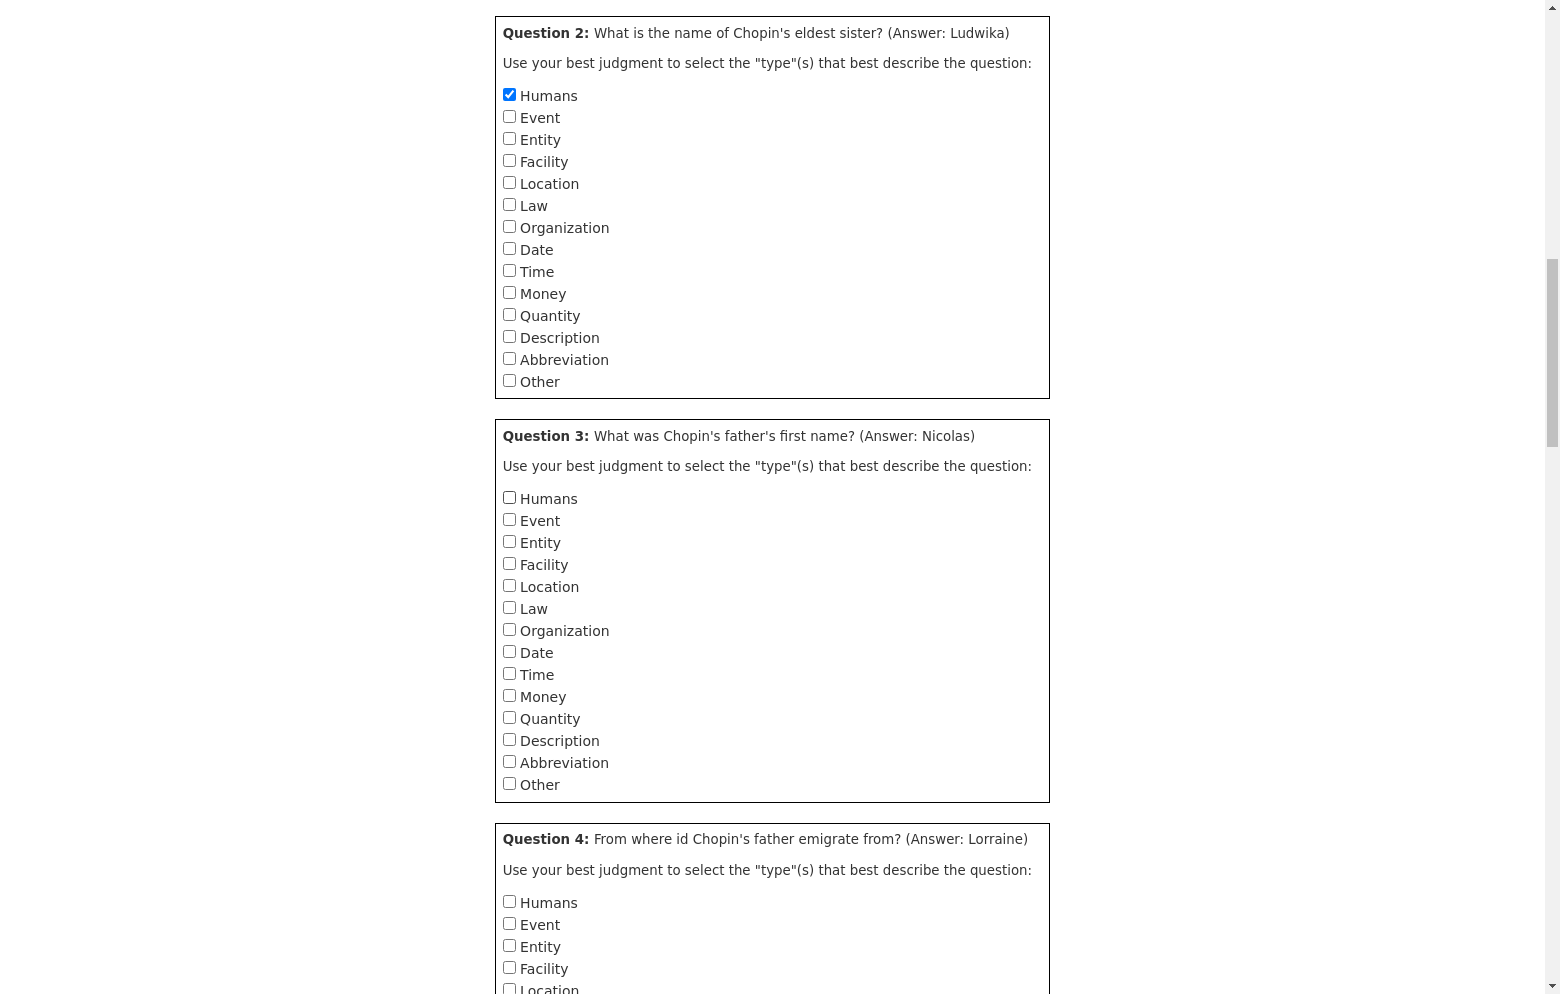 Question 2: What is the name of Chopin's eldest sister? (Answer: Ludwika)
Use your best judgment to select the "type"(s) that best describe the question:
Humans
Event
Entity
Facility
Location
Law
Organization
Date
Time
Money
Quantity
Description
Abbreviation
Other
Question 3: What was Chopin's father's first name? (Answer: Nicolas)
Use your best judgment to select the "type"(s) that best describe the question:
Humans
Event
Entity
Facility
Location
Law
Organization
Date
Time
Money
Quantity
Description
Abbreviation
Other
Question 4: From where id Chopin's father emigrate from? (Answer: Lorraine)
Use your best judgment to select the "type"(s) that best describe the question:
Humans
Event
Entity
Facility
Location